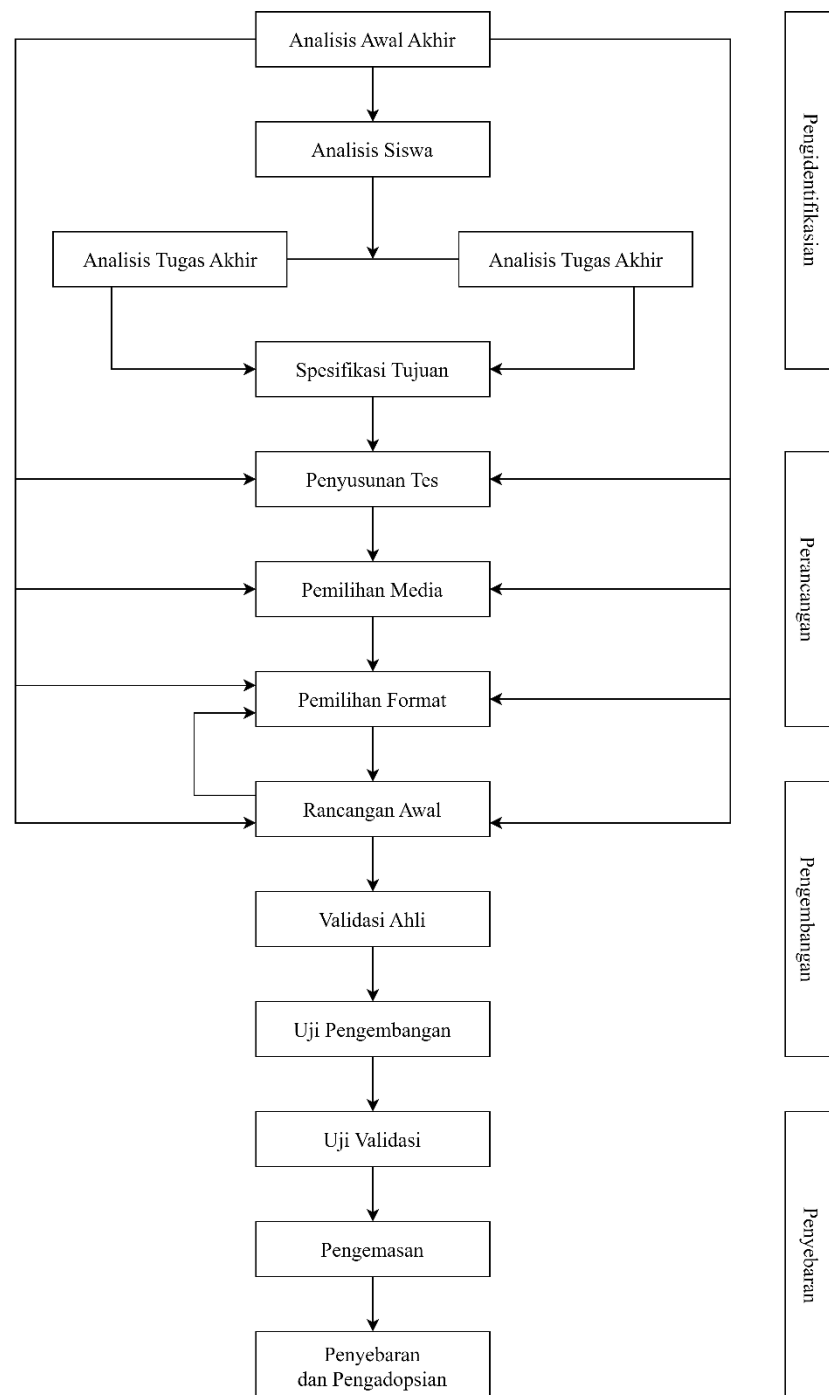 Analisis Awal Akhir
Analisis Siswa
Analisis Tugas Akhir
Analisis Tugas Akhir
Spesifikasi Tujuan
Pengidentifikasian
Penyusunan Tes
Pemilihan Media
Pemilihan Format
Perancangan
Rancangan Awal
Validasi Ahli
Uji Pengembangan
Pengembangan
Uji Validasi
Pengemasan
Penyebaran
dan Pengadopsian
Penyebaran